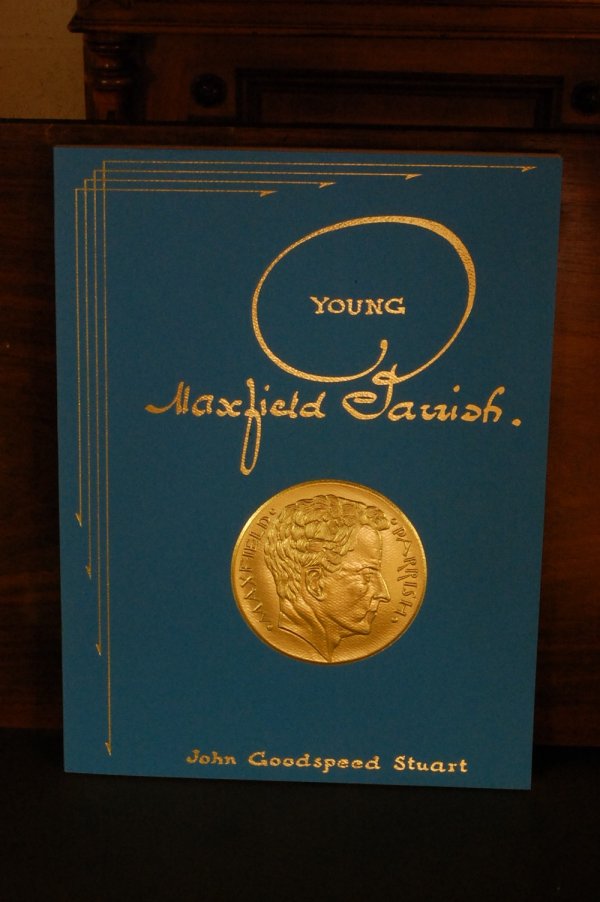 YOUNG
Maxfield Parrish.
·MAXFIELD· ·PARRISH·
John Goodspeed Stuart